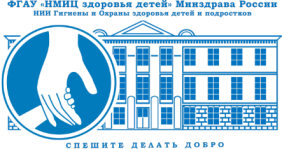 ФГАУ «НМИЦ здоровья детей» Минздрава России
НИИ Гигиены и Охраны здоровья детей и подростков
СПЕШИТЕ ДЕЛАТЬ ДОБРО